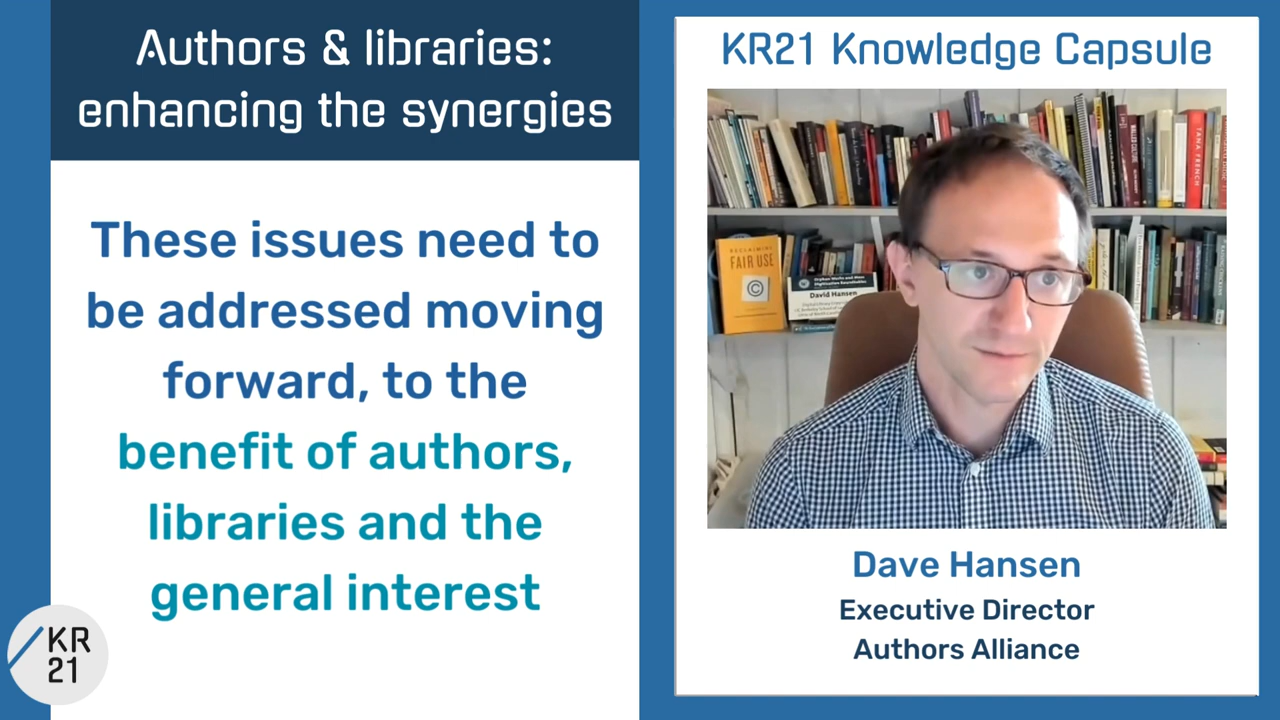 Authors & libraries:
enhancing the synergies
These issues need to
be addressed moving
forward, to the
benefit of authors,
libraries and the
general interest
KR
21
KR21 Knowledge Capsule
TANA FRENCH
RECLAIMING
FAIR USE
©
David Hansen
Dave Hansen
Executive Director
Authors Alliance